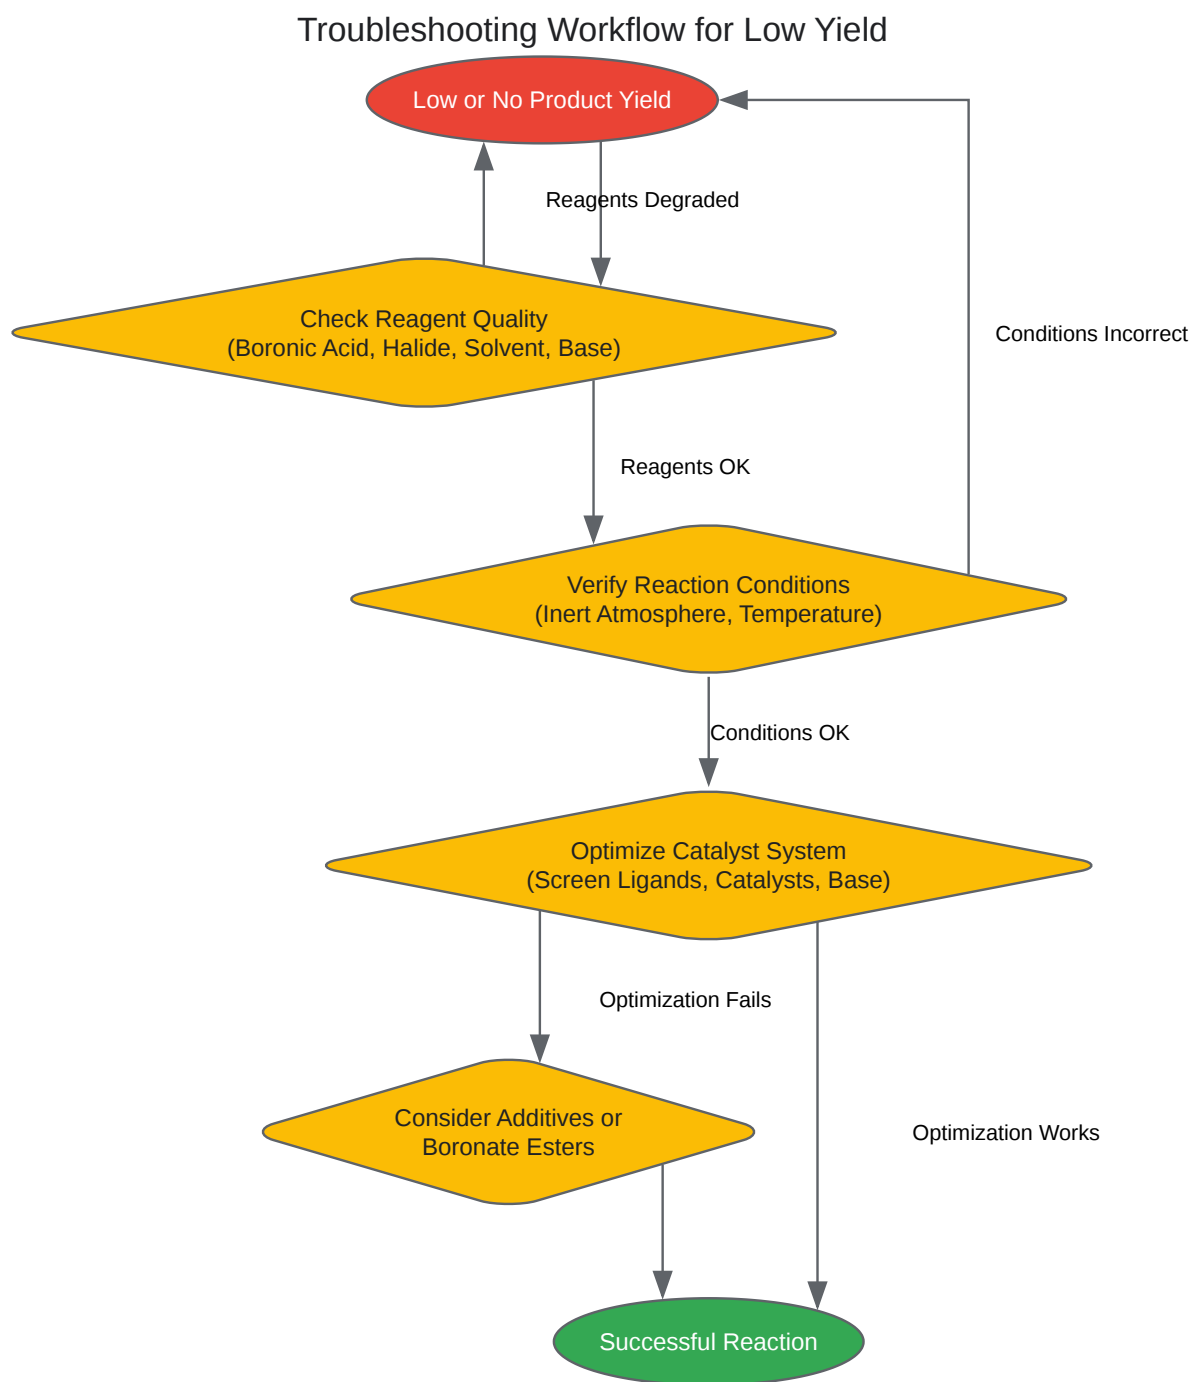 Troubleshooting Workflow for Low Yield
Low or No Product Yield
Reagents Degraded
Check Reagent Quality
(Boronic Acid, Halide, Solvent, Base)
Conditions Incorrect
Reagents OK
Verify Reaction Conditions
(Inert Atmosphere, Temperature)
Conditions OK
Optimize Catalyst System
(Screen Ligands, Catalysts, Base)
Optimization Fails
Consider Additives or
Boronate Esters
Optimization Works
Successful Reaction